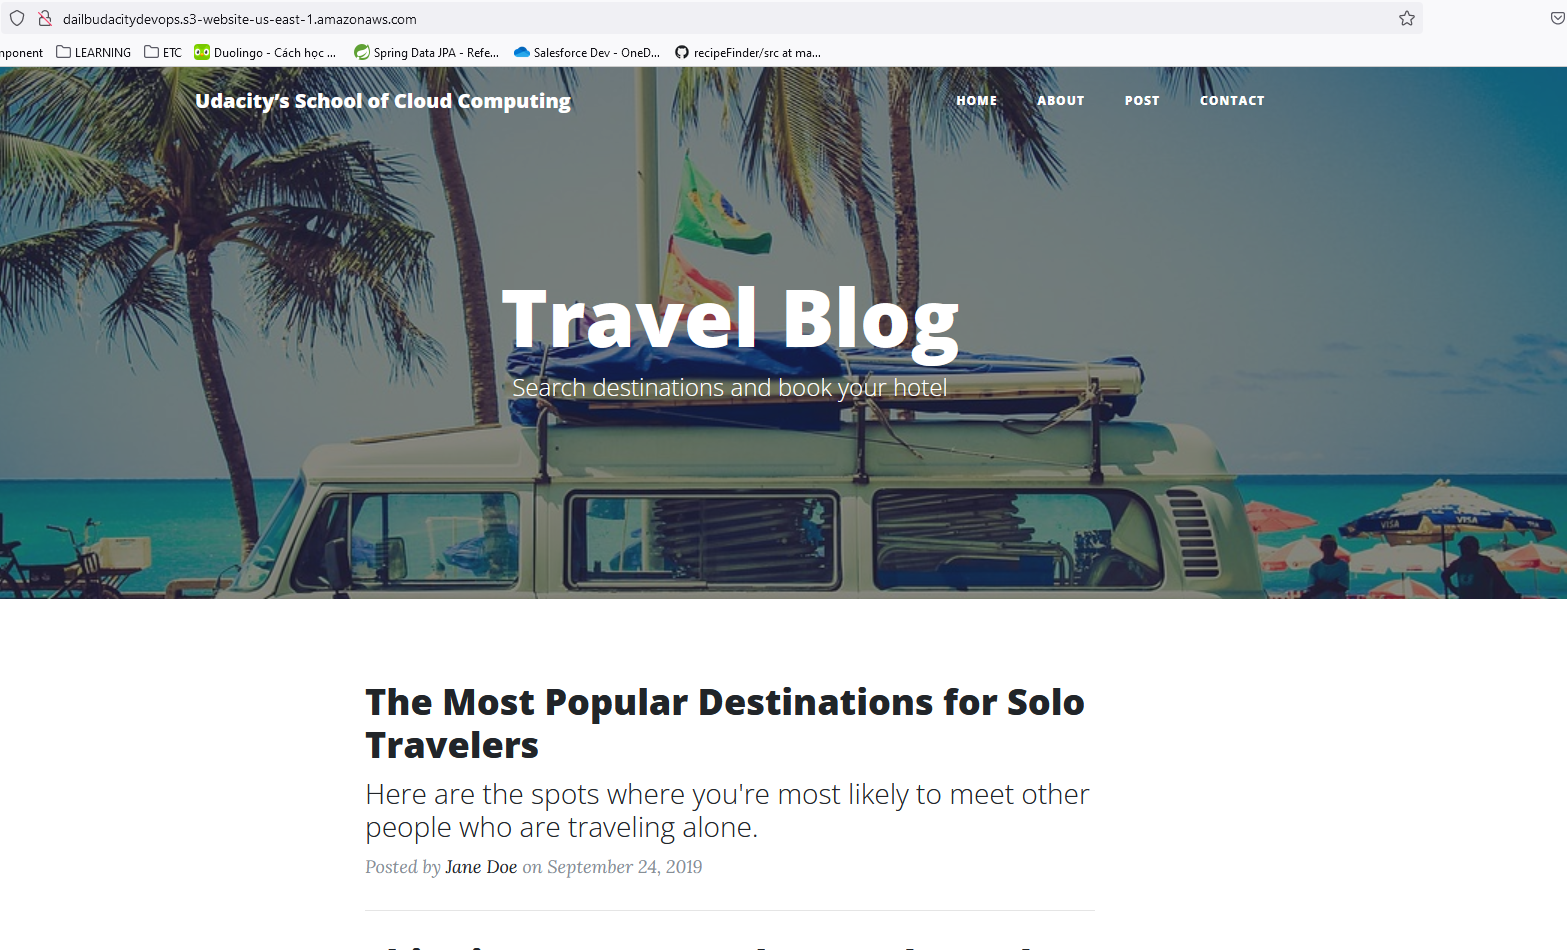 dailbudacitydevops.s3-website-us-east-1.amazonaws.com
nponent LEARNING ETC Duolingo - Cách học ... Spring Data JPA - Refe... Salesforce Dev - OneD... recipeFinder/src at ma...
Udacity's School of Cloud Computing HOME ABOUT POST CONTACT
Travel Blog
Search destinations and book your hotel
VISA VISA
The Most Popular Destinations for Solo
Travelers
Here are the spots where you're most likely to meet other
people who are traveling alone.
Posted by Jane Doe on September 24, 2019